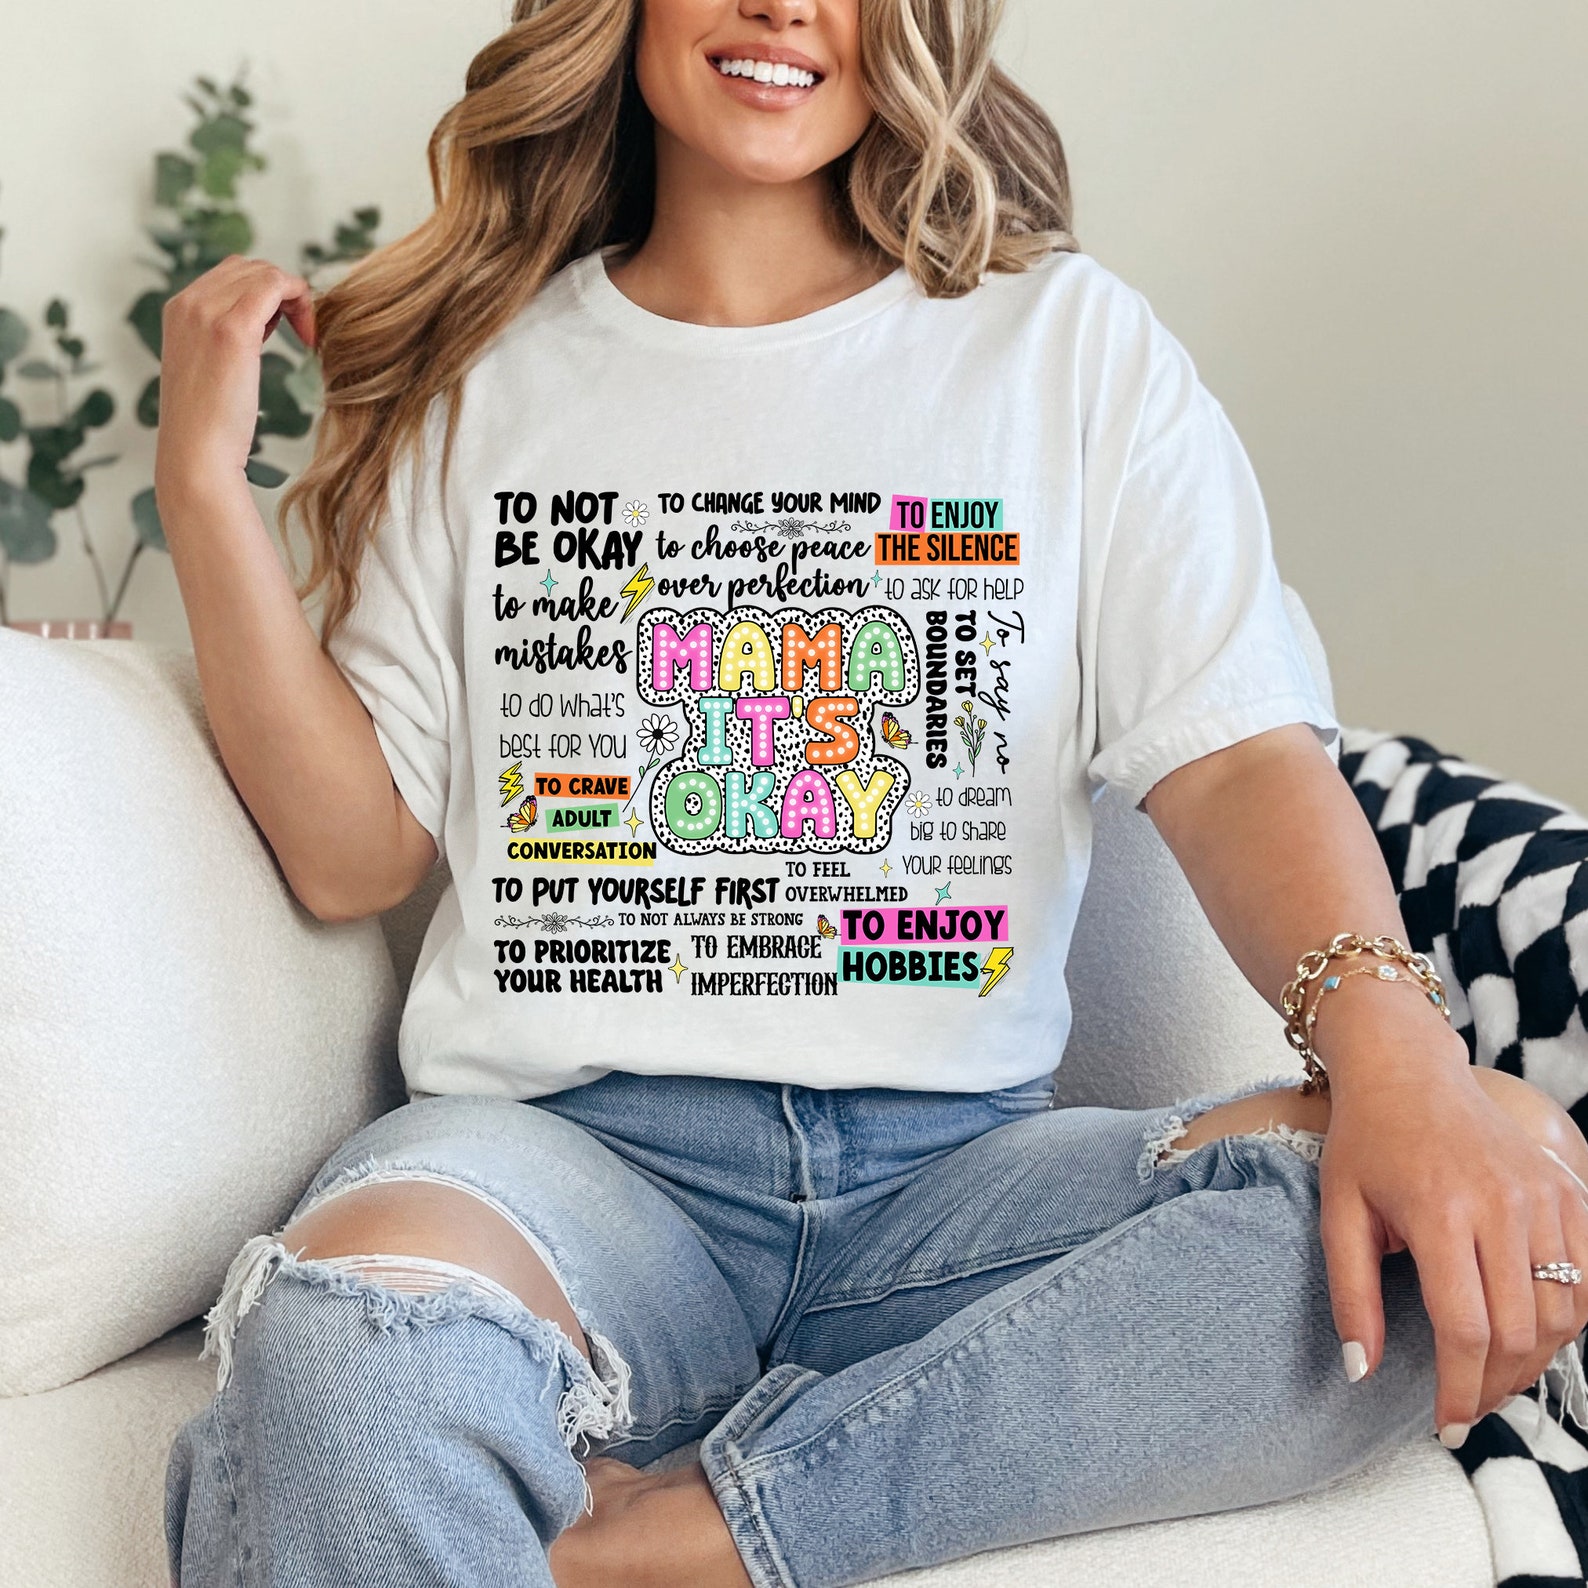 TO NOT
BE OKAY
to make
mistakes
to do what's
best for you
TO CRAVE
ADULT
CONVERSATION
TO CHANGE YOUR MIND
to choose peace
over perfection
TO ENJOY
THE SILENCE
to ask for help
TO SET
BOUNDARIES
To say no
MAMA
IT'S
OKAY
to dream
big to share
your feelings
TO PUT YOURSELF FIRST
TO FEEL
OVERWHELMED
TO NOT ALWAYS BE STRONG
TO PRIORITIZE
YOUR HEALTH
TO EMBRACE
IMPERFECTION
TO ENJOY
HOBBIES